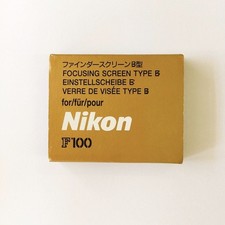 ファインダースクリーンB型
FOCUSING SCREEN TYPE B
EINSTELLSCHEIBE B
VERRE DE VISÉE TYPE B
for/für/pour
Nikon
F100